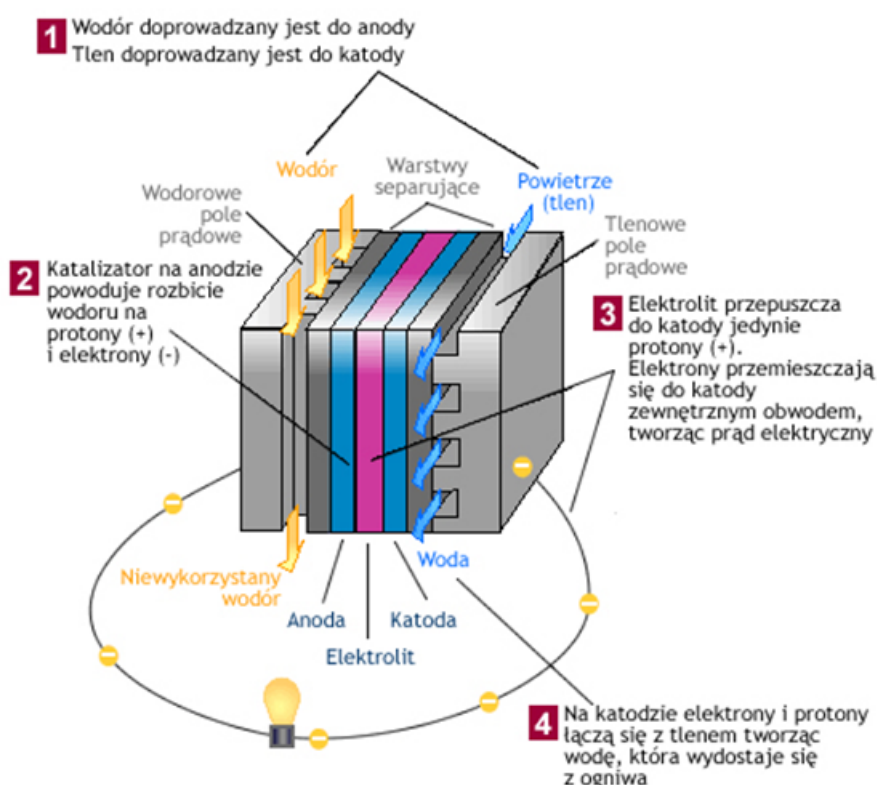 1
Wodór doprowadzany jest do anody
Tlen doprowadzany jest do katody
Wodór
Warstwy
separujące
Powietrze
(tlen)
Wodorowe
pole
prądowe
Tlenowe
pole
prądowe
2
Katalizator na anodzie
powoduje rozbicie
wodoru na
protony (+)
i elektrony (-)
3
Elektrolit przepuszcza
do katody jedynie
protony (+).
Elektrony przemieszczają
się do katody
zewnętrznym obwodem,
tworząc prąd elektryczny
Niewykorzystany
wodór
Woda
Anoda
Katoda
Elektrolit
4
Na katodzie elektrony i protony
łączą się z tlenem tworząc
wodę, która wydostaje się
z ogniwa